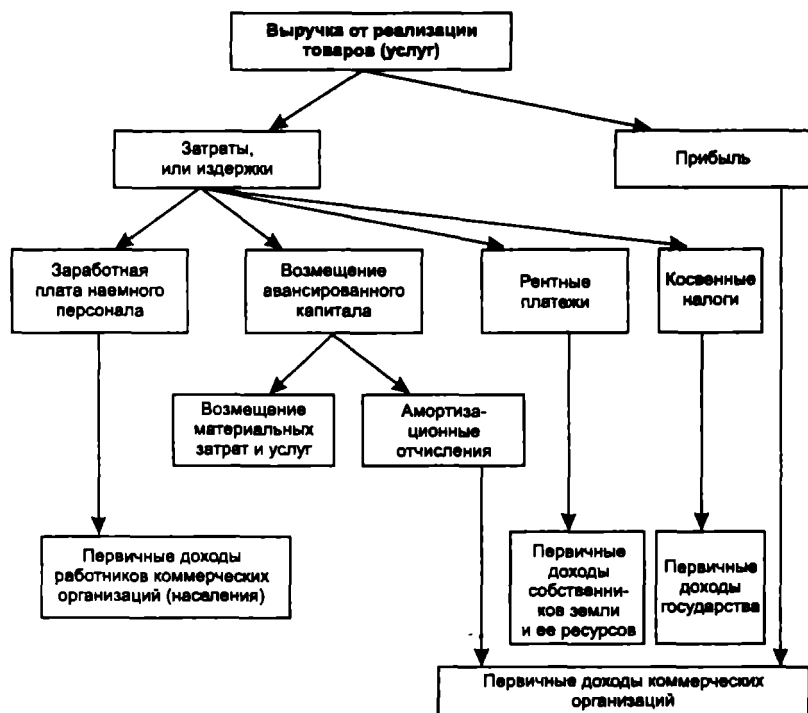 Выручка от реализации
товаров (услуг)
Затраты,
или издержки
Прибыль
Заработная
плата наемного
персонала
Возмещение
авансированного
капитала
Рентные
платежи
Косвенные
налоги
Возмещение
материальных
затрат и услуг
Амортиза-
ционные
отчисления
Первичные доходы
работников коммерческих
организаций (населения)
Первичные
доходы
собственни-
ков земли
и ее ресурсов
Первичные
доходы
государства
Первичные доходы коммерческих
организаций